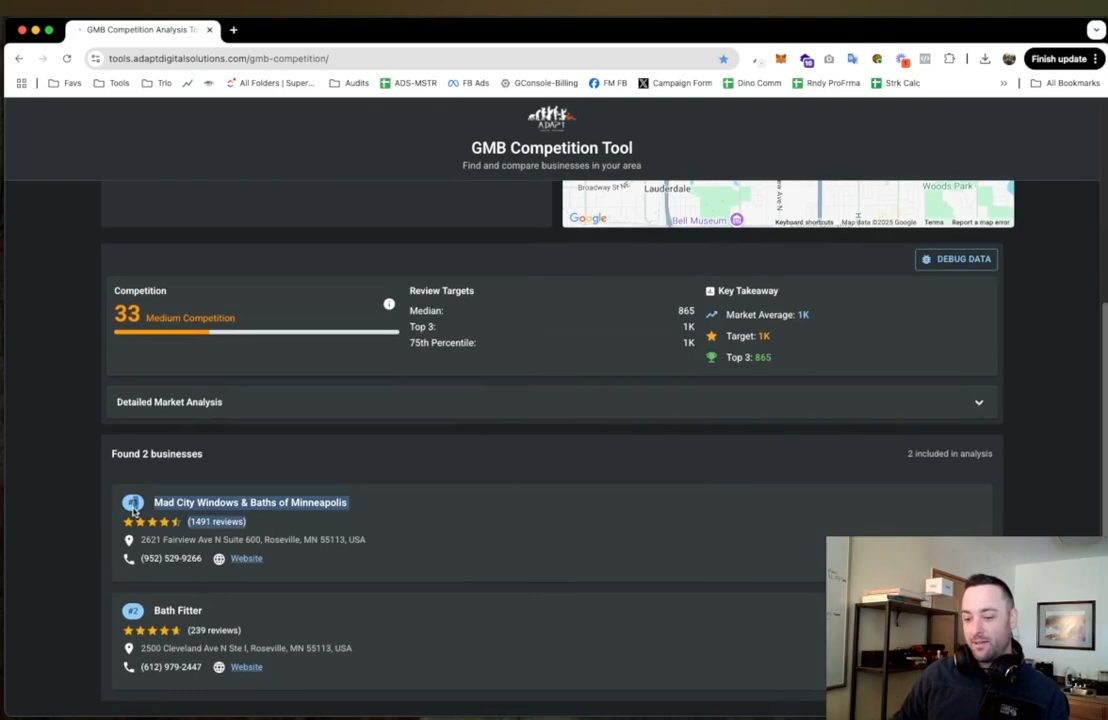 GMB Competition Analysis To
tools.adaptdigitalsolutions.com/gmb-competition/
Finish update
Favs
Tools
Trlo
All Folders | Super...
Audits
ADS-MSTR
FB Ads
GConsole-Billing
FM FB
Campaign Form
Dino Comm
Rndy ProFrma
Strk Calc
All Bookmarks
ADAPT
GMB Competition Tool
Find and compare businesses in your area
Broadway St NE
Lauderdale
Woods Park
Google
Bell Museum
Keyboard shortcuts
Map data ©2025 Google
Terms
Report a map error
DEBUG DATA
Competition
33 Medium Competition
Review Targets
Median: 865
Top 3: 1K
75th Percentile: 1K
Key Takeaway
Market Average: 1K
Target: 1K
Top 3: 865
Detailed Market Analysis
Found 2 businesses
2 included in analysis
Mad City Windows & Baths of Minneapolis
(1491 reviews)
2621 Fairview Ave N Suite 600, Roseville, MN 55113, USA
(952) 529-9266
Website
#2 Bath Fitter
(239 reviews)
2500 Cleveland Ave N Ste I, Roseville, MN 55113, USA
(612) 979-2447
Website